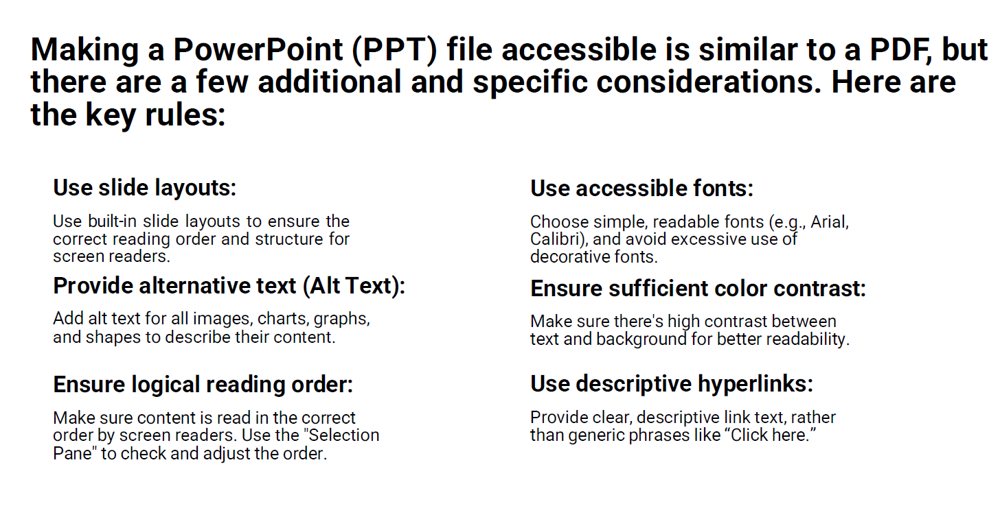 Making a PowerPoint (PPT) file accessible is similar to a PDF, but
there are a few additional and specific considerations. Here are
the key rules:
Use slide layouts:
Use built-in slide layouts to ensure the
correct reading order and structure for
screen readers.
Provide alternative text (Alt Text):
Add alt text for all images, charts, graphs,
and shapes to describe their content.
Ensure logical reading order:
Make sure content is read in the correct
order by screen readers. Use the "Selection
Pane" to check and adjust the order.
Use accessible fonts:
Choose simple, readable fonts (e.g., Arial,
Calibri), and avoid excessive use of
decorative fonts.
Ensure sufficient color contrast:
Make sure there's high contrast between
text and background for better readability.
Use descriptive hyperlinks:
Provide clear, descriptive link text, rather
than generic phrases like “Click here.”